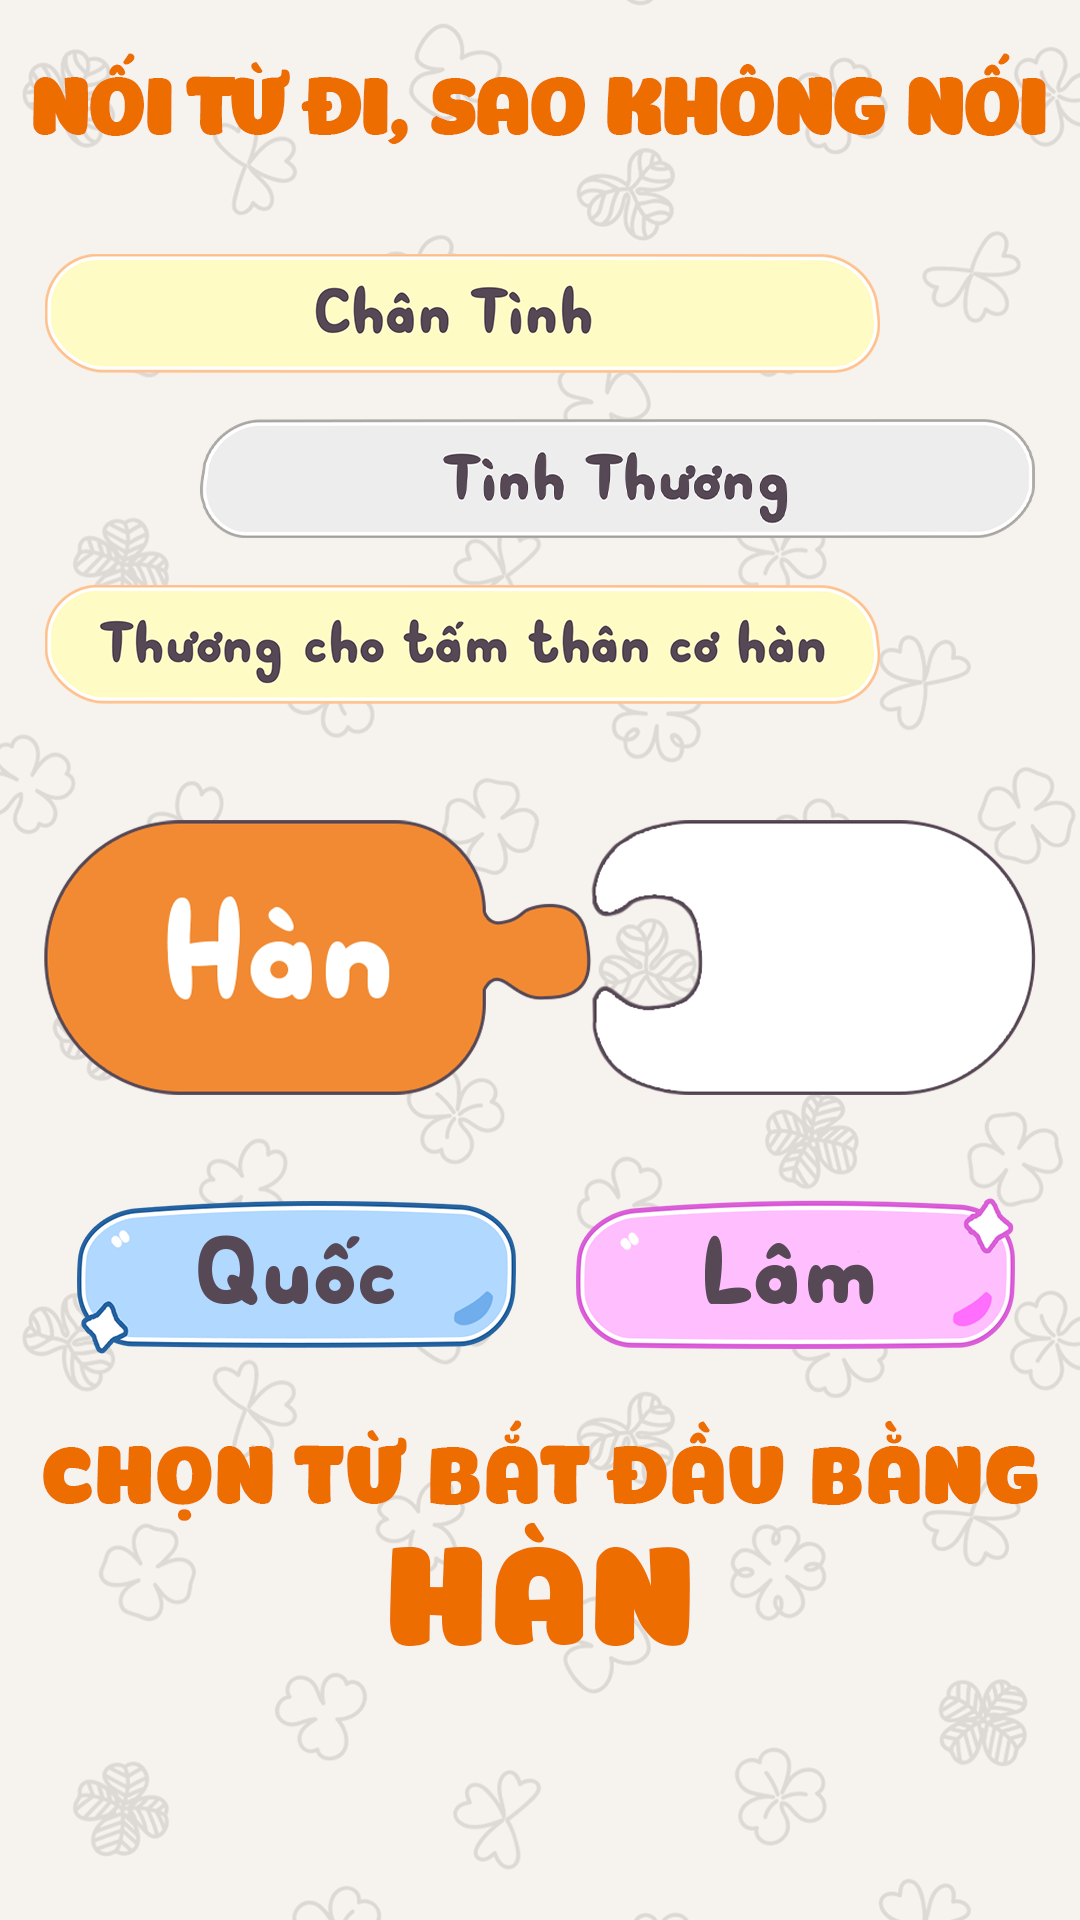 NỐI TỪ ĐI, SAO KHÔNG NỐI
Chân Tình
Tình Thương
Thương cho tấm thân cơ hàn
Hàn
Quốc
Lâm
CHỌN TỪ BẮT ĐẦU BẰNG
HÀN